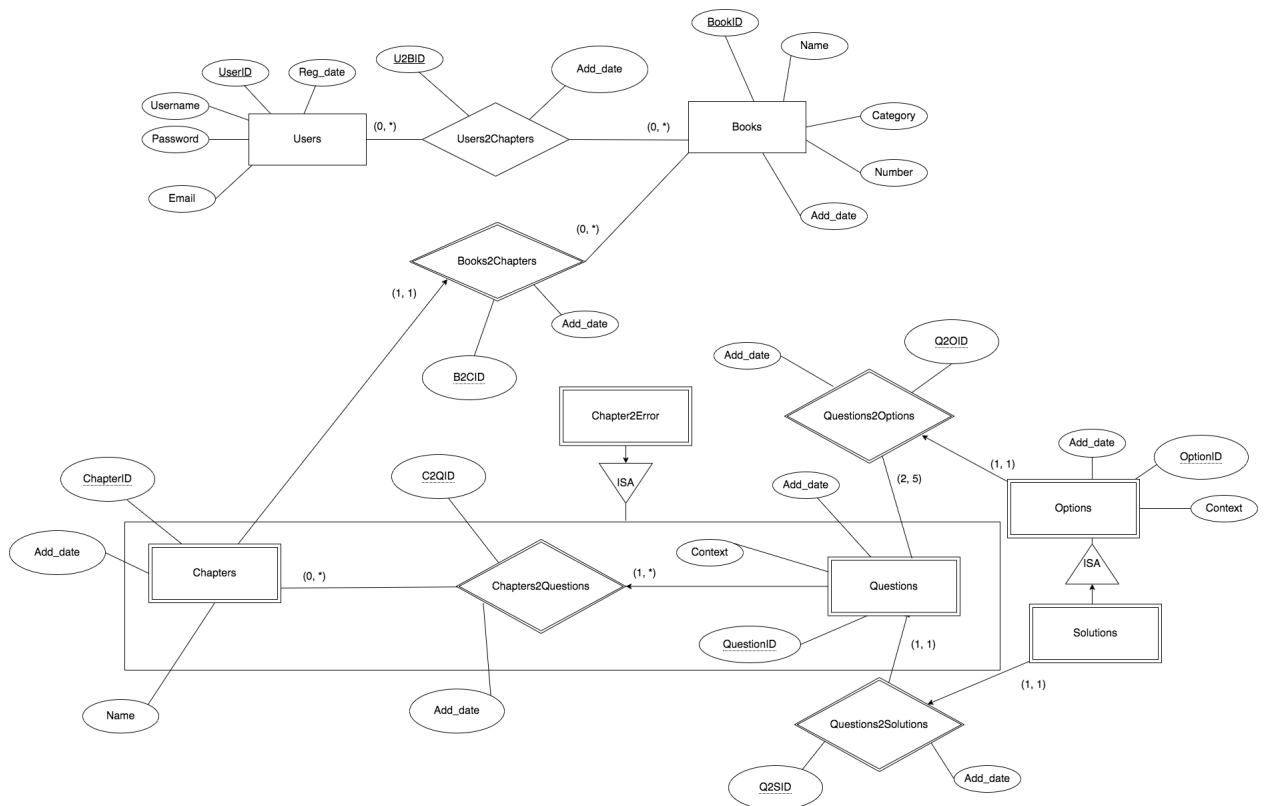 BookID
Name
U2BID
Add_date
UserID
Reg_date
Username
Category
(0, *)
(0, *)
Books
Password
Users
Users2Chapters
Number
Email
Add_date
(0, *)
Books2Chapters
(1, 1)
Add_date
Q2OID
Add_date
B2CID
Chapter2Error
Questions2Options
Add_date
OptionID
C2QID
(1, 1)
ChapterID
(2, 5)
ISA
Add_date
Options
Context
Add_date
Context
ISA
Chapters
(0, *)
Chapters2Questions
(1, *)
Questions
Solutions
QuestionID
(1, 1)
(1, 1)
Name
Add_date
Questions2Solutions
Q2SID
Add_date